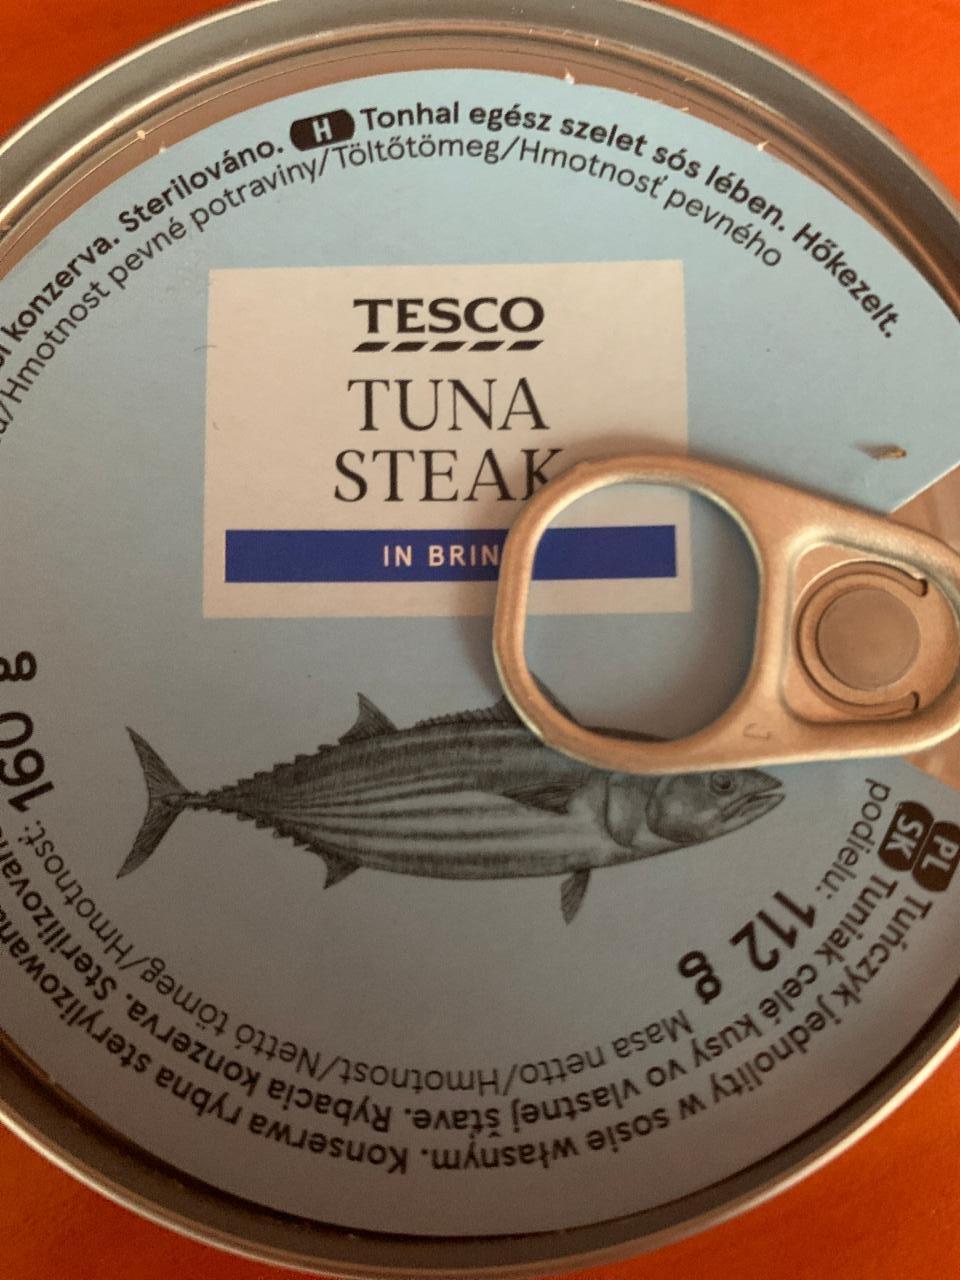 konzerva. Sterilováno. H Tonhal egész szelet sós lében. Hőkezelt.
/Hmotnost pevné potraviny/Töltőtömeg/Hmotnosť pevného
TESCO
TUNA
STEAK
IN BRIN
podielu: 112 g
PL Tuńczyk jednolity w sosie własnym. Konserwa rybna sterylizowana
SK Tuniak celé kusy vo vlastnej šťave. Rybacia konzerva. Sterilizovaná
Masa netto/Hmotnost/Nettó tömeg/Hmotnosť: 160 g